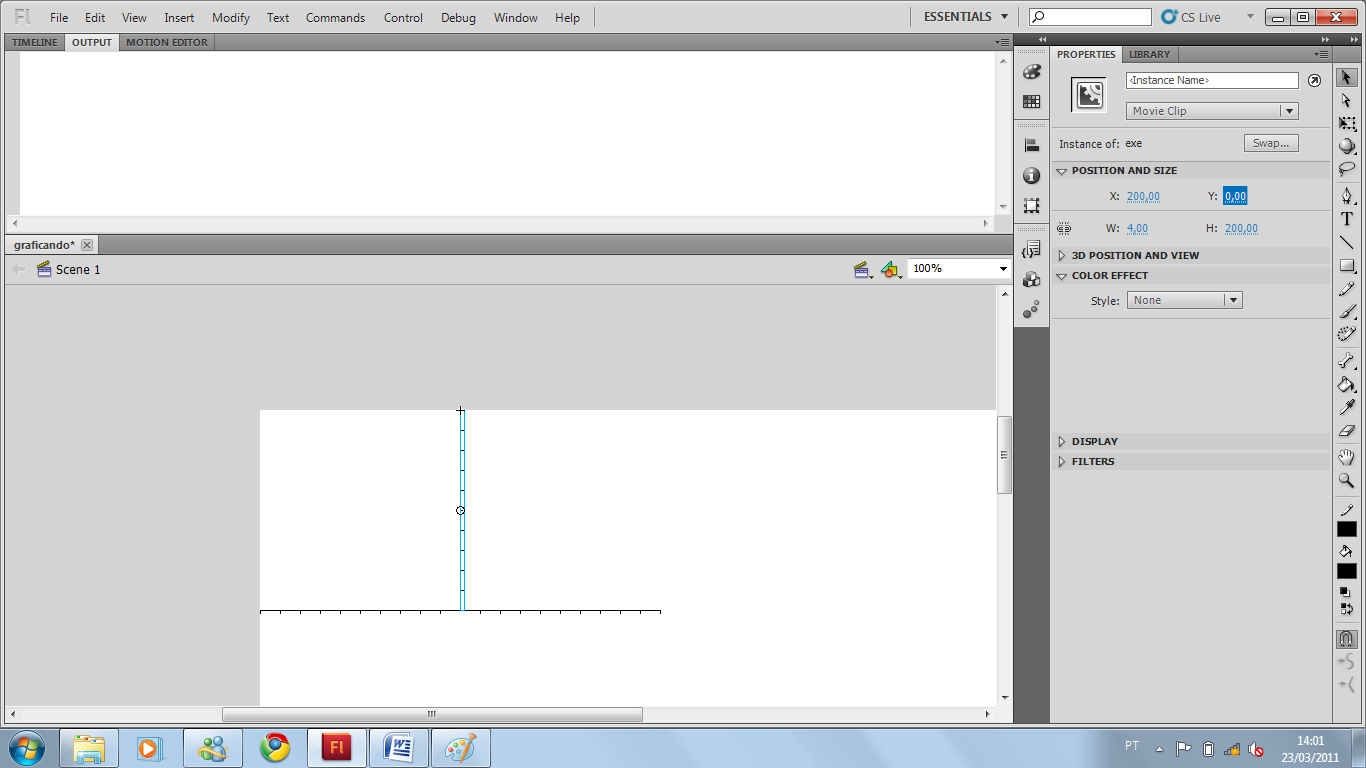 Fl File Edit View Insert Modify Text Commands Control Debug Window Help ESSENTIALS CS Live
TIMELINE OUTPUT MOTION EDITOR
PROPERTIES LIBRARY
<Instance Name>
Movie Clip
Instance of: exe Swap...
POSITION AND SIZE
X: 200,00 Y: 0,00
W: 4,00 H: 200,00
3D POSITION AND VIEW
COLOR EFFECT
Style: None
DISPLAY
FILTERS
graficando*
Scene 1 100%
T
Fl W PT 14:01
23/03/2011